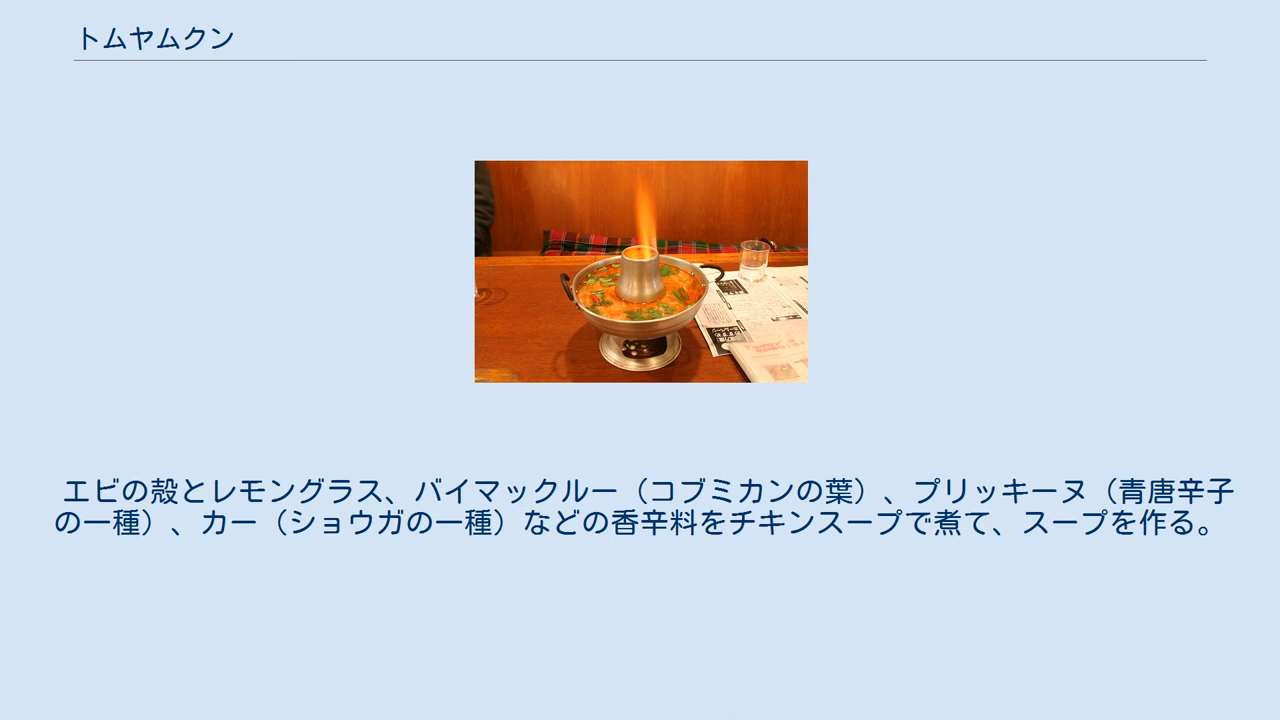 トムヤムクン
エビの殻とレモングラス、バイマックルー（コブミカンの葉）、プリッキーヌ（青唐辛子
の一種）、カー（ショウガの一種）などの香辛料をチキンスープで煮て、スープを作る。